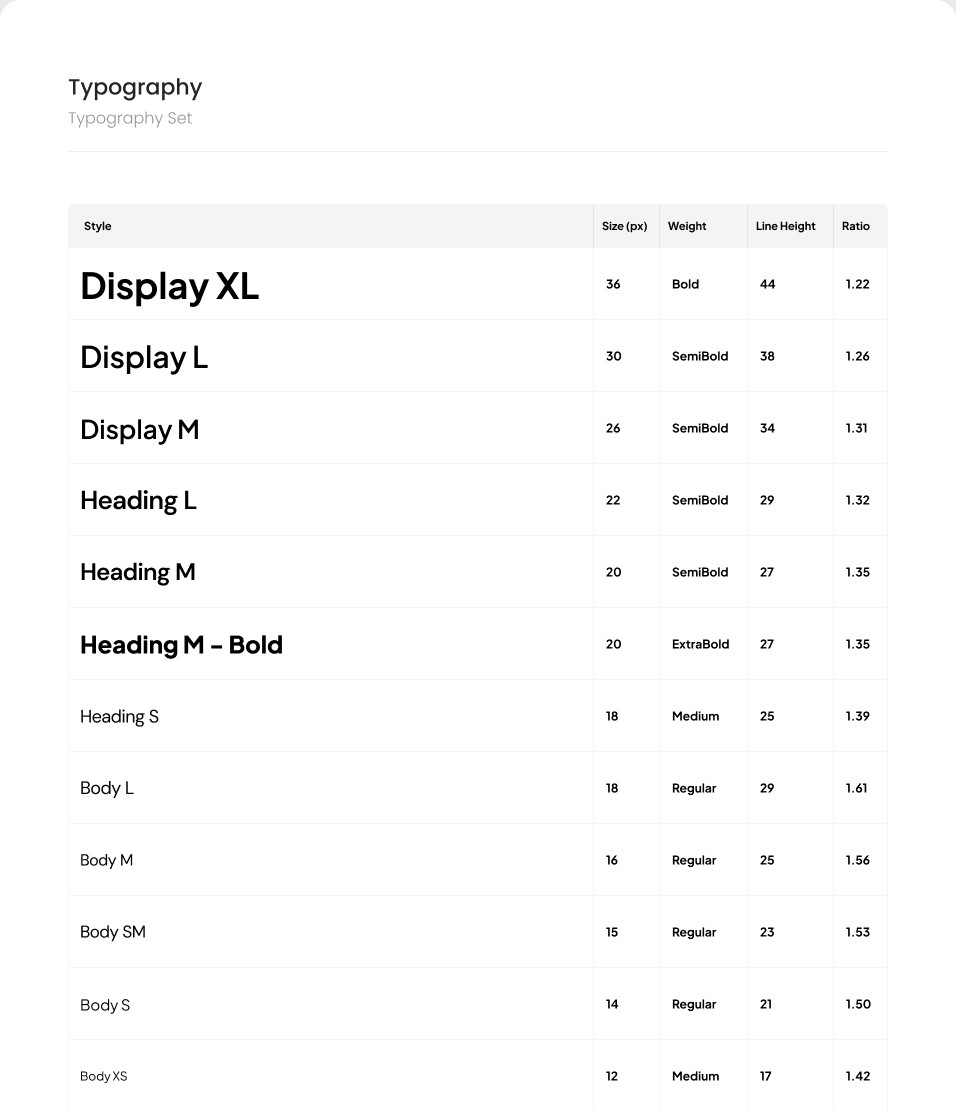 Typography
Typography Set
Style Size (px) Weight Line Height Ratio
Display XL 36 Bold 44 1.22
Display L 30 SemiBold 38 1.26
Display M 26 SemiBold 34 1.31
Heading L 22 SemiBold 29 1.32
Heading M 20 SemiBold 27 1.35
Heading M - Bold 20 ExtraBold 27 1.35
Heading S 18 Medium 25 1.39
Body L 18 Regular 29 1.61
Body M 16 Regular 25 1.56
Body SM 15 Regular 23 1.53
Body S 14 Regular 21 1.50
Body XS 12 Medium 17 1.42